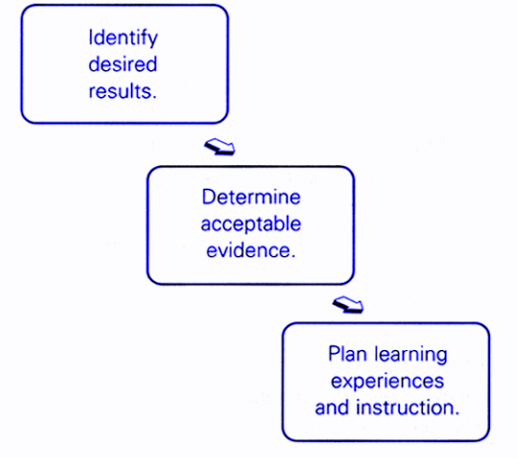 Identify
desired
results.
Determine
acceptable
evidence.
Plan learning
experiences
and instruction.